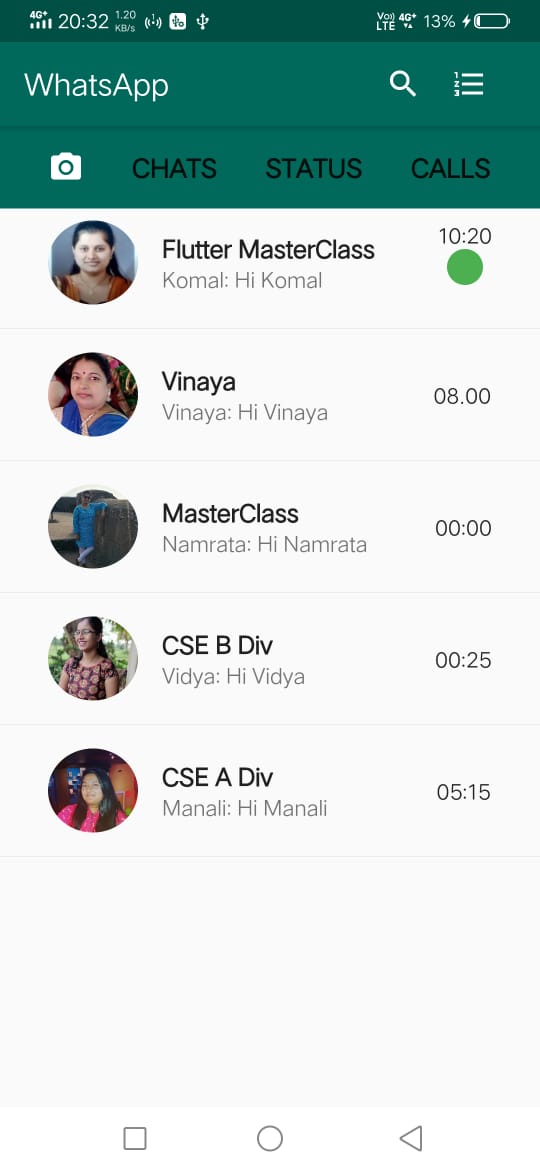 4G+ 20:32 1.20 KB/s Vo)) LTE 4G+ 13%
WhatsApp
CHATS STATUS CALLS
Flutter MasterClass 10:20
Komal: Hi Komal
Vinaya
Vinaya: Hi Vinaya 08.00
MasterClass
Namrata: Hi Namrata 00:00
CSE B Div
Vidya: Hi Vidya 00:25
CSE A Div
Manali: Hi Manali 05:15